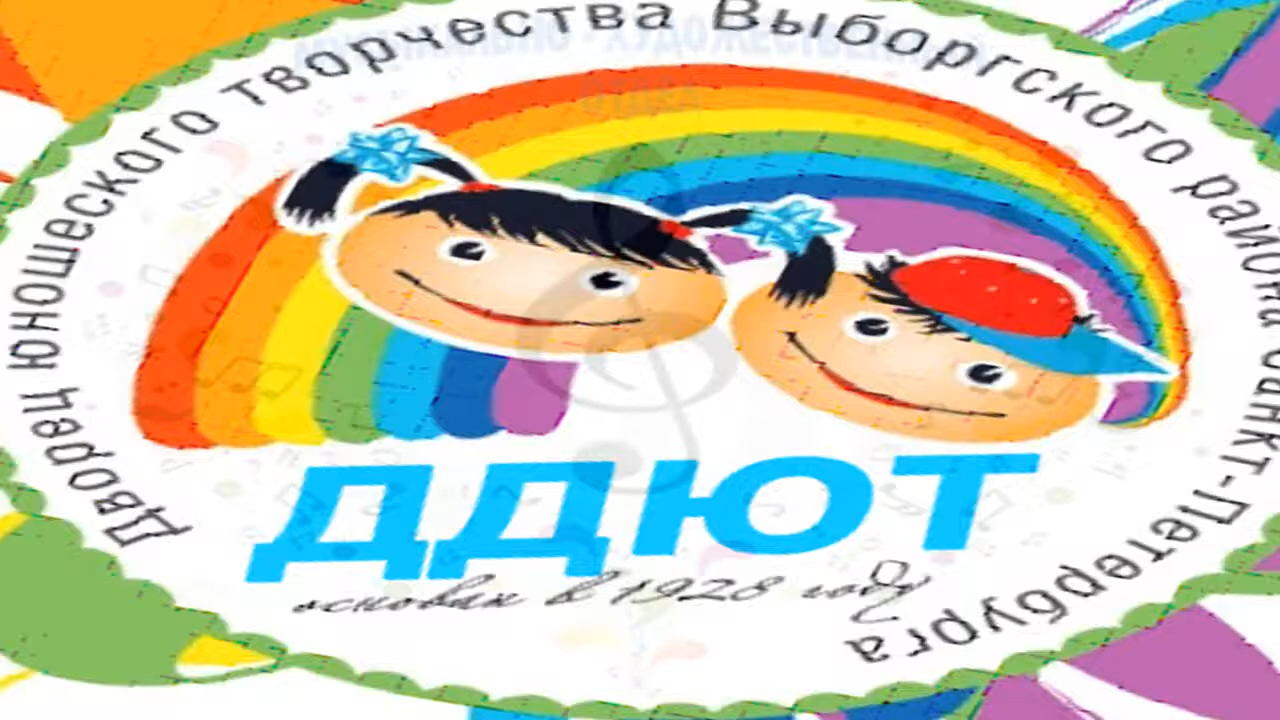 Дворец юношеского творчества Выборгского района Санкт-Петербурга
ДДЮТ
основан в 1928 году